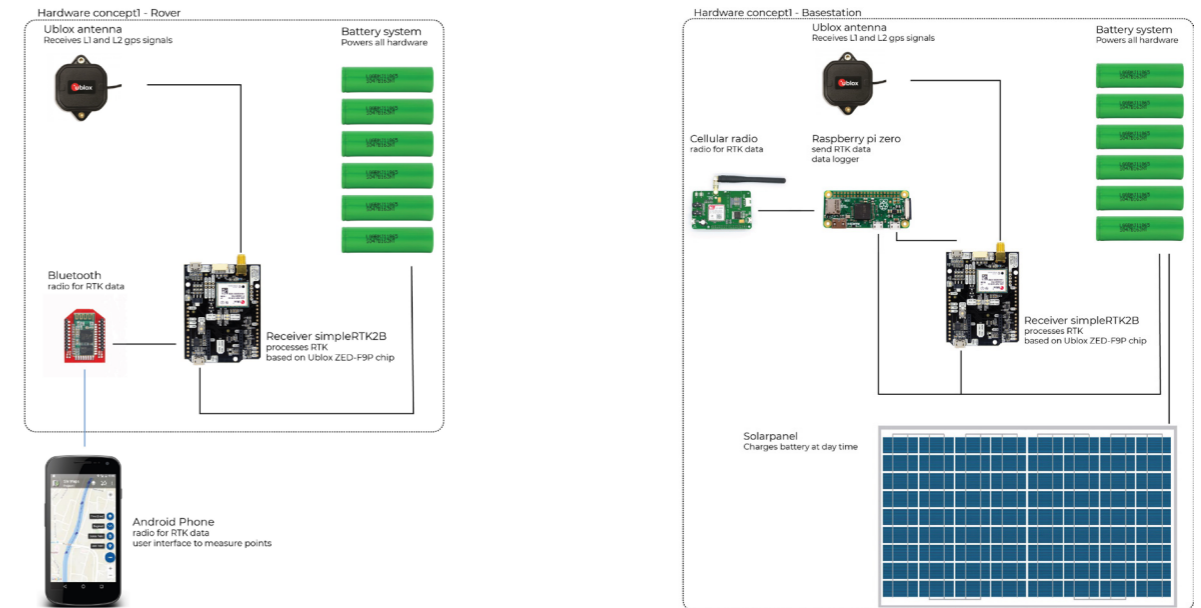 Hardware concept1 - Rover
Ublox antenna
Receives L1 and L2 gps signals
Battery system
Powers all hardware
ublox
Bluetooth
radio for RTK data
Receiver simpleRTK2B
processes RTK
based on Ublox ZED-F9P chip
Android Phone
radio for RTK data
user interface to measure points
Hardware concept1 - Basestation
Ublox antenna
Receives L1 and L2 gps signals
Battery system
Powers all hardware
ublox
Cellular radio
radio for RTK data
Raspberry pi zero
send RTK data
data logger
Receiver simpleRTK2B
processes RTK
based on Ublox ZED-F9P chip
Solarpanel
Charges battery at day time